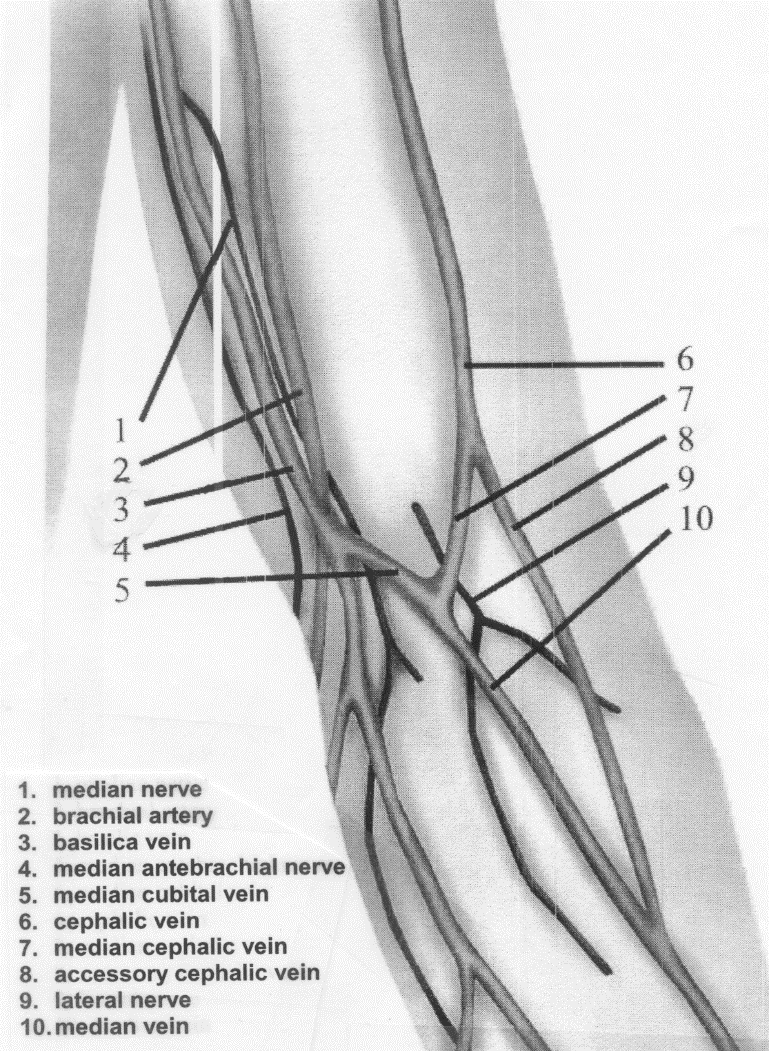 1
2
3
4
5
6
7
8
9
10
1. median nerve
2. brachial artery
3. basilica vein
4. median antebrachial nerve
5. median cubital vein
6. cephalic vein
7. median cephalic vein
8. accessory cephalic vein
9. lateral nerve
10. median vein